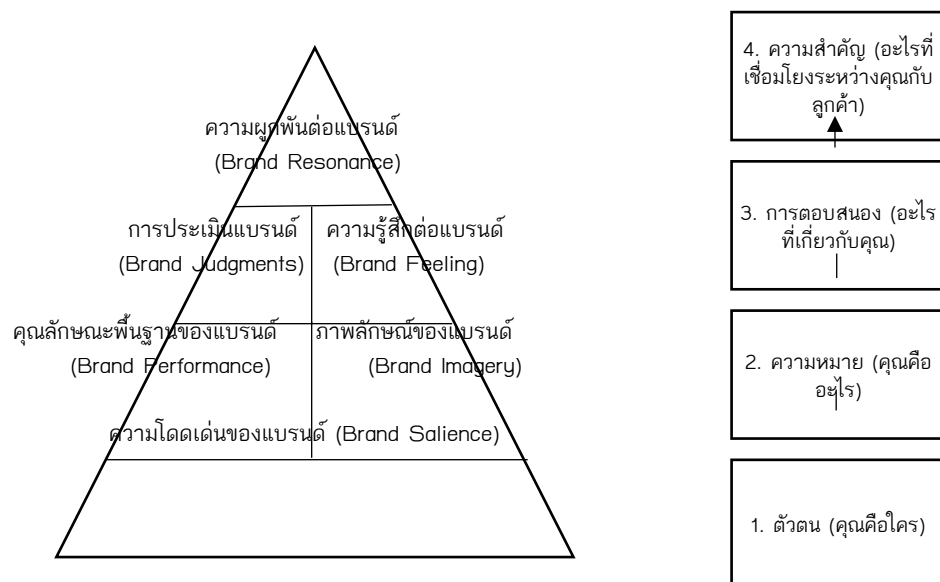 ความผูกพันต่อแบรนด์
(Brand Resonance)
การประเมินแบรนด์
(Brand Judgments)
ความรู้สึกต่อแบรนด์
(Brand Feeling)
คุณลักษณะพื้นฐานของแบรนด์
(Brand Performance)
ภาพลักษณ์ของแบรนด์
(Brand Imagery)
ความโดดเด่นของแบรนด์ (Brand Salience)
4. ความสำคัญ (อะไรที่
เชื่อมโยงระหว่างคุณกับ
ลูกค้า)
3. การตอบสนอง (อะไร
ที่เกี่ยวกับคุณ)
2. ความหมาย (คุณคือ
อะไร)
1. ตัวตน (คุณคือใคร)